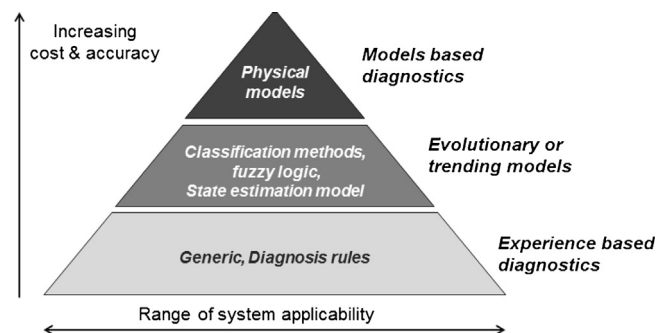 Increasing
cost & accuracy
Physical
models
Models based
diagnostics
Classification methods,
fuzzy logic,
State estimation model
Evolutionary or
trending models
Generic, Diagnosis rules
Experience based
diagnostics
Range of system applicability